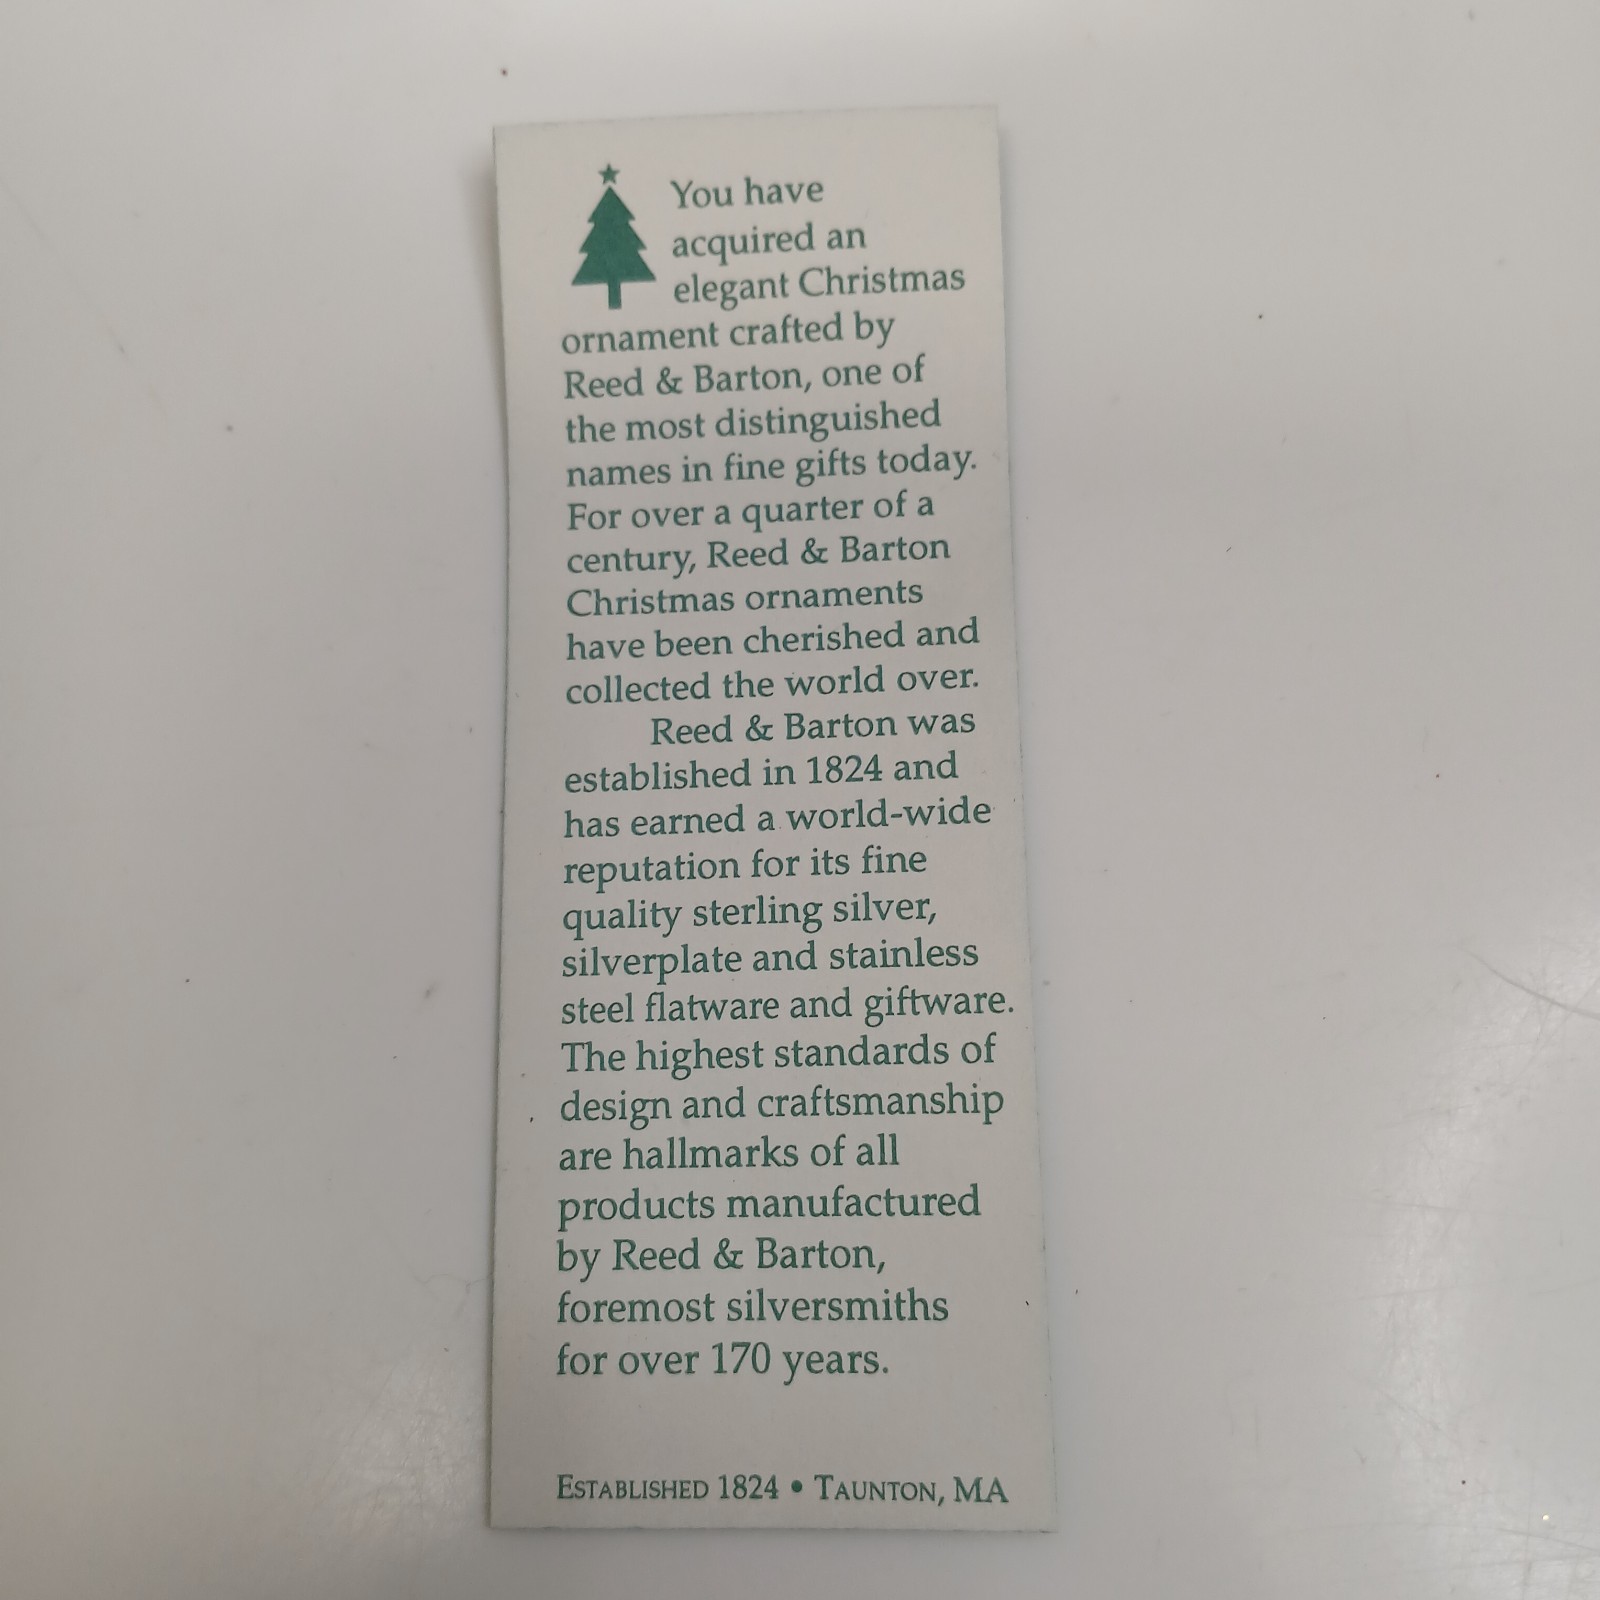 You have
acquired an
elegant Christmas
ornament crafted by
Reed & Barton, one of
the most distinguished
names in fine gifts today.
For over a quarter of a
century, Reed & Barton
Christmas ornaments
have been cherished and
collected the world over.
Reed & Barton was
established in 1824 and
has earned a world-wide
reputation for its fine
quality sterling silver,
silverplate and stainless
steel flatware and giftware.
The highest standards of
design and craftsmanship
are hallmarks of all
products manufactured
by Reed & Barton,
foremost silversmiths
for over 170 years.
ESTABLISHED 1824 • TAUNTON, MA